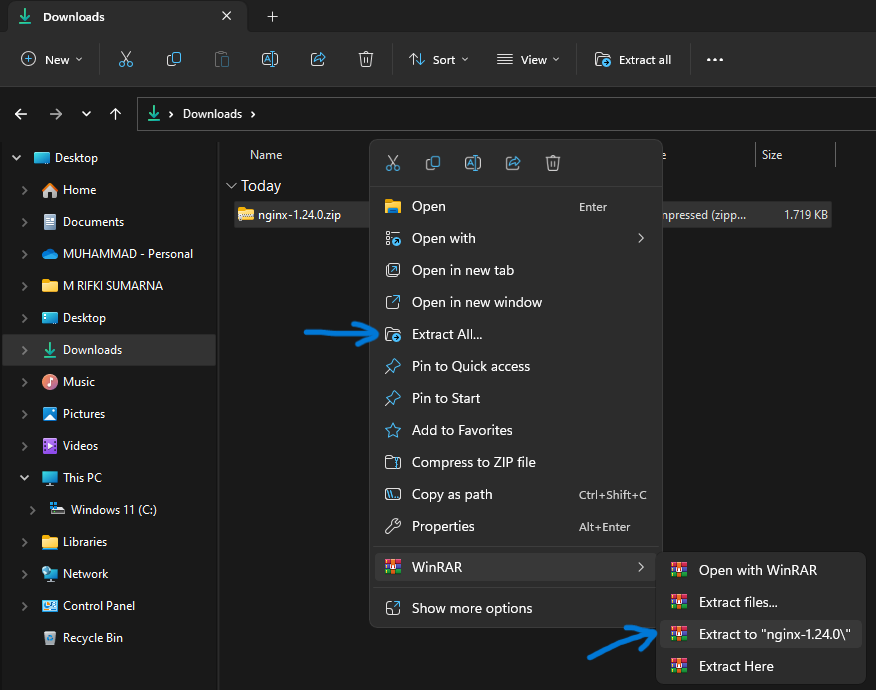 Downloads
New
Sort
View
Extract all
Downloads
Name
Size
Today
nginx-1.24.0.zip
mpressed (zipp...
1.719 KB
Desktop
Home
Documents
MUHAMMAD - Personal
M RIFKI SUMARNA
Desktop
Downloads
Music
Pictures
Videos
This PC
Windows 11 (C:)
Libraries
Network
Control Panel
Recycle Bin
Open Enter
Open with
Open in new tab
Open in new window
Extract All...
Pin to Quick access
Pin to Start
Add to Favorites
Compress to ZIP file
Copy as path Ctrl+Shift+C
Properties Alt+Enter
WinRAR
Show more options
Open with WinRAR
Extract files...
Extract to "nginx-1.24.0\"
Extract Here